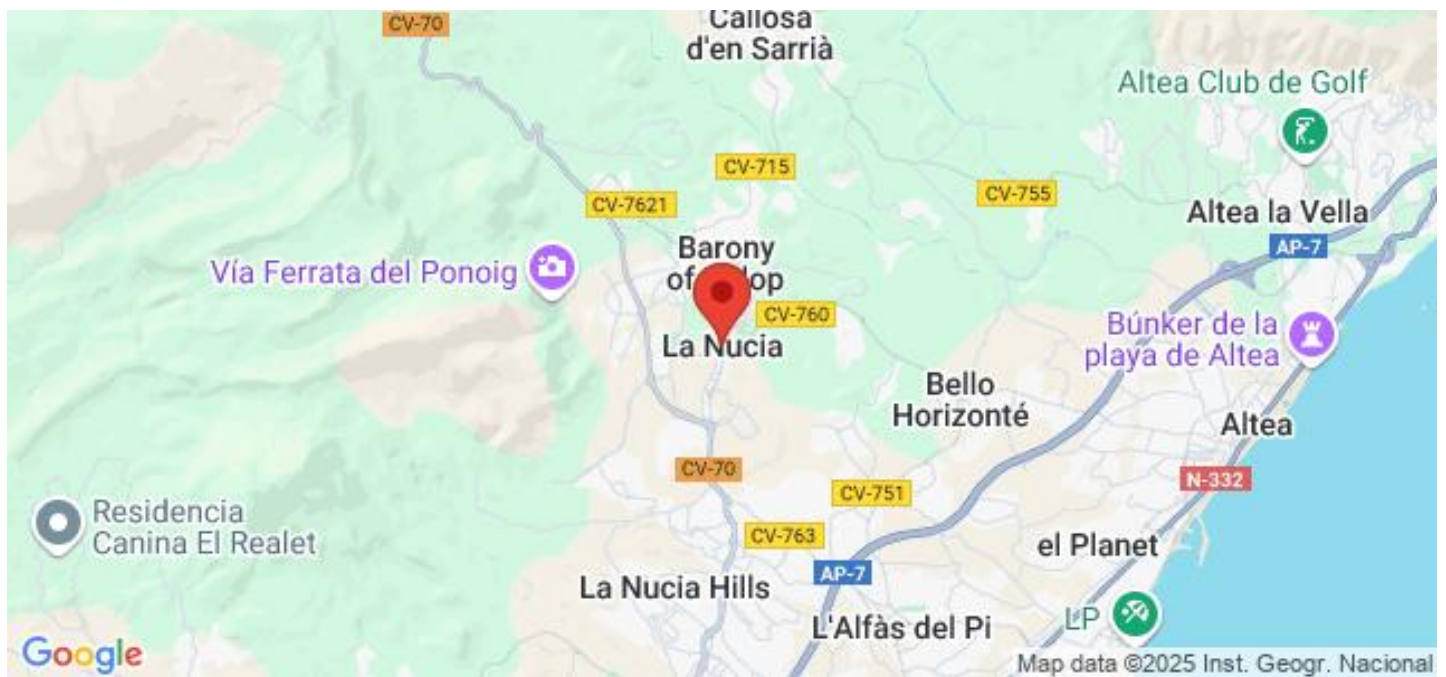 CV-70
Callosa
d'en Sarrià
Altea Club de Golf
CV-715
CV-7621
CV-755
Altea la Vella
AP-7
Barony
Vía Ferrata del Ponoig
CV-760
La Nucia
Búnker de la
playa de Altea
Bello
Horizonté
Altea
CV-70
N-332
CV-751
Residencia
Canina El Realet
CV-763
el Planet
AP-7
La Nucia Hills
LP
L'Alfàs del Pi
Google
Map data ©2025 Inst. Geogr. Nacional